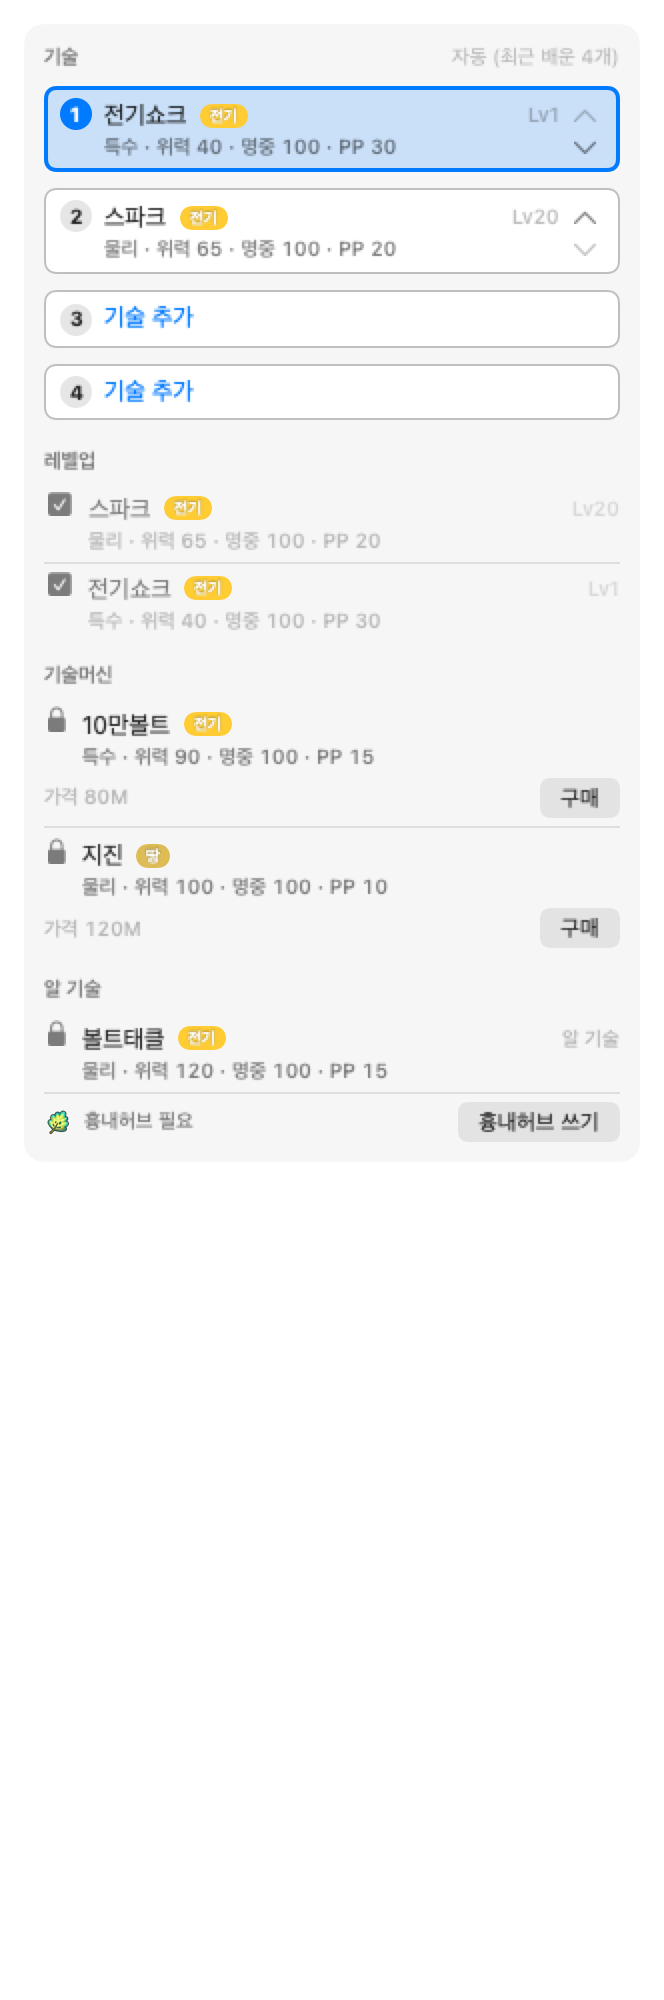 기술 자동 (최근 배운 4개)
1 전기쇼크 전기 Lv1
특수 · 위력 40 · 명중 100 · PP 30
2 스파크 전기 Lv20
물리 · 위력 65 · 명중 100 · PP 20
3 기술 추가
4 기술 추가
레벨업
스파크 전기 Lv20
물리 · 위력 65 · 명중 100 · PP 20
전기쇼크 전기 Lv1
특수 · 위력 40 · 명중 100 · PP 30
기술머신
10만볼트 전기
특수 · 위력 90 · 명중 100 · PP 15
가격 80M 구매
지진 땅
물리 · 위력 100 · 명중 100 · PP 10
가격 120M 구매
알 기술
볼트태클 전기 알 기술
물리 · 위력 120 · 명중 100 · PP 15
흉내허브 필요 흉내허브 쓰기